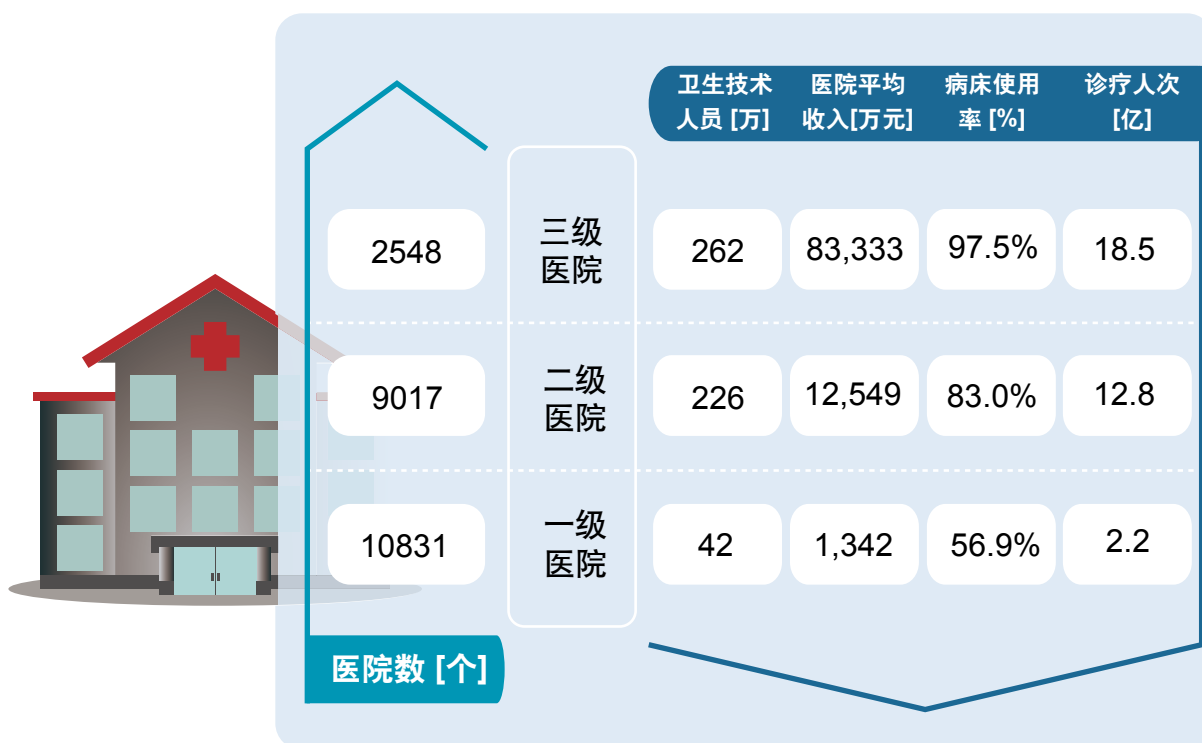 卫生技术 医院平均 病床使用 诊疗人次
人员 [万] 收入[万元] 率 [%] [亿]
2548 三级 262 83,333 97.5% 18.5
医院
9017 二级 226 12,549 83.0% 12.8
医院
10831 一级 42 1,342 56.9% 2.2
医院
医院数 [个]